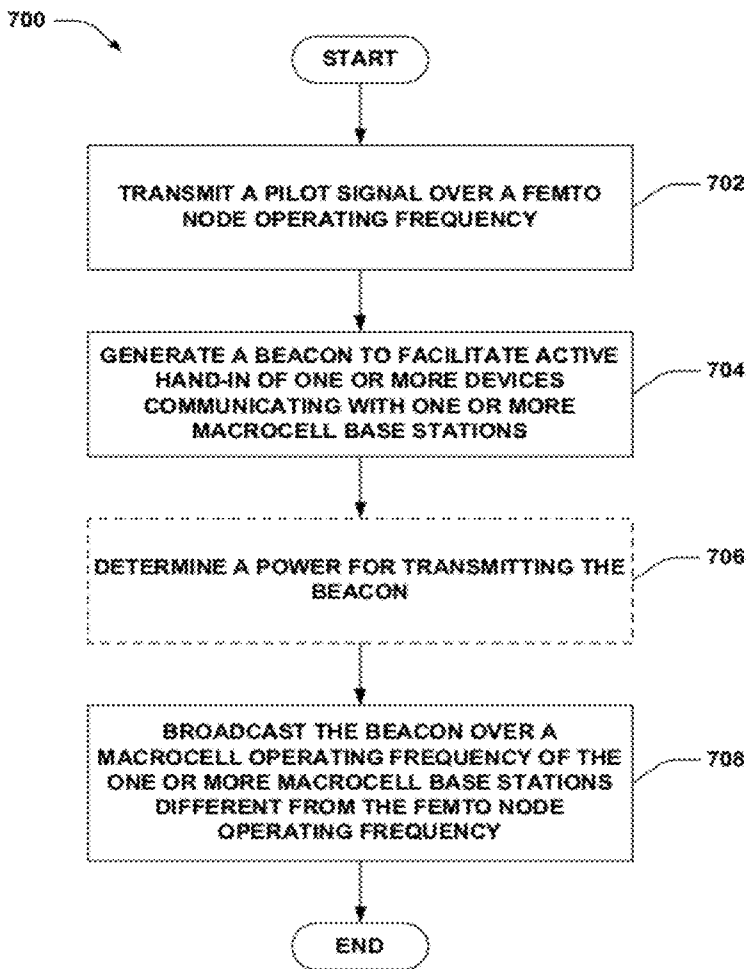 700
START
TRANSMIT A PILOT SIGNAL OVER A FEMTO
NODE OPERATING FREQUENCY
702
GENERATE A BEACON TO FACILITATE ACTIVE
HAND-IN OF ONE OR MORE DEVICES
COMMUNICATING WITH ONE OR MORE
MACROCELL BASE STATIONS
704
DETERMINE A POWER FOR TRANSMITTING THE
BEACON
706
BROADCAST THE BEACON OVER A
MACROCELL OPERATING FREQUENCY OF THE
ONE OR MORE MACROCELL BASE STATIONS
DIFFERENT FROM THE FEMTO NODE
OPERATING FREQUENCY
708
END